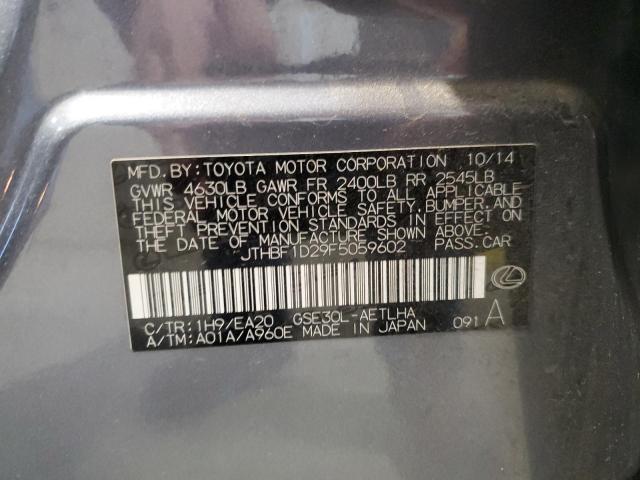 MFD.BY:TOYOTA MOTOR CORPORATION 10/14
GVWR 4630LB GAWR FR 2400LB RR 2545LB
THIS VEHICLE CONFORMS TO ALL APPLICABLE
FEDERAL MOTOR VEHICLE SAFETY,BUMPER,AND
THEFT PREVENTION STANDARDS IN EFFECT ON
THE DATE OF MANUFACTURE SHOWN ABOVE.
JTHBF1D29F5059602 PASS.CAR
C/TR:1H9/EA20 GSE30L-AETLHA
A/TM:A01A/A960E MADE IN JAPAN 091 A